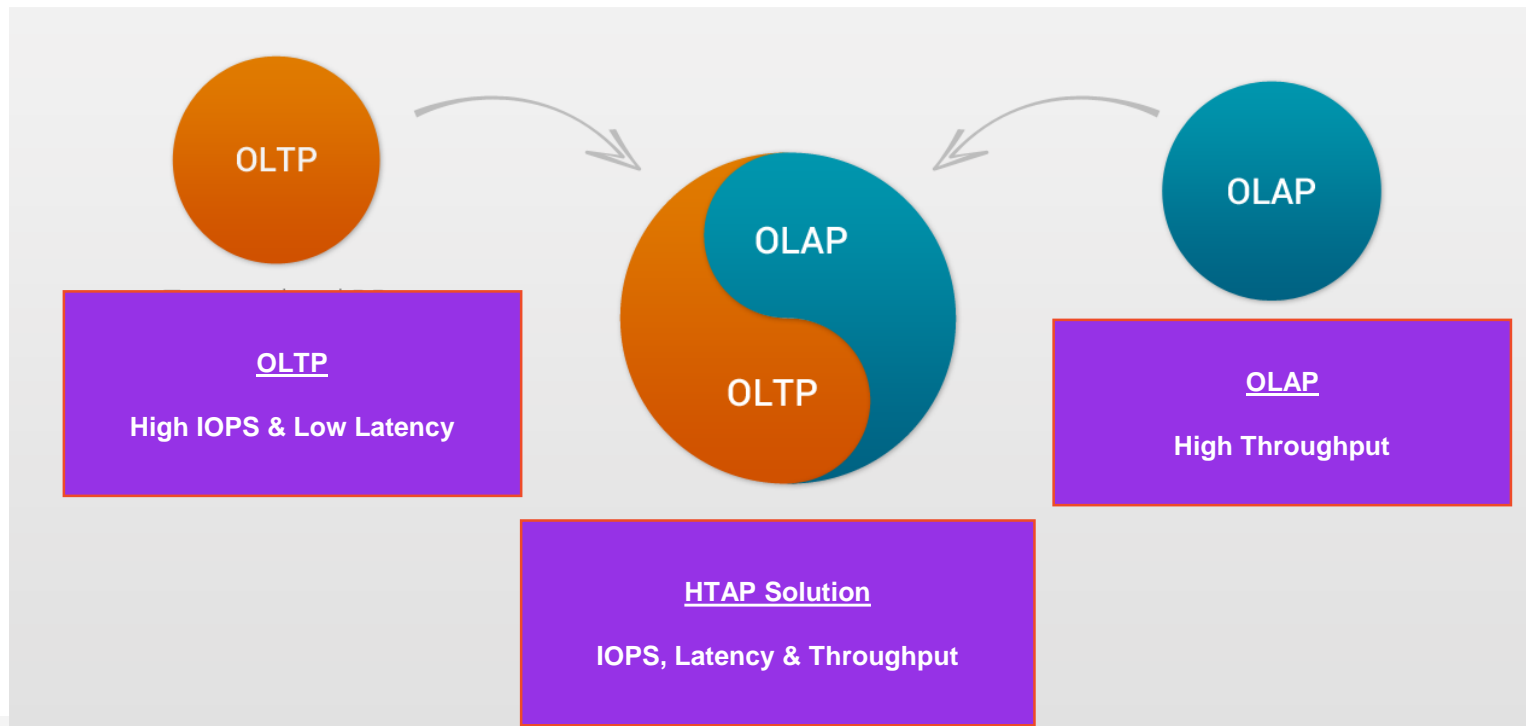 OLTP
OLAP
OLAP
OLTP
OLTP
High IOPS & Low Latency
OLAP
High Throughput
HTAP Solution
IOPS, Latency & Throughput